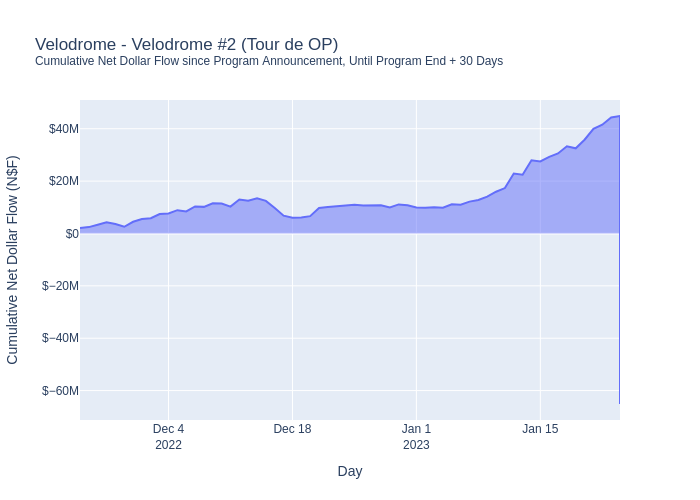 Velodrome - Velodrome #2 (Tour de OP)
Cumulative Net Dollar Flow since Program Announcement, Until Program End + 30 Days
Cumulative Net Dollar Flow (N$F)
$40M
$20M
$0
$−20M
$−40M
$−60M
Dec 4
2022
Dec 18
Jan 1
2023
Jan 15
Day